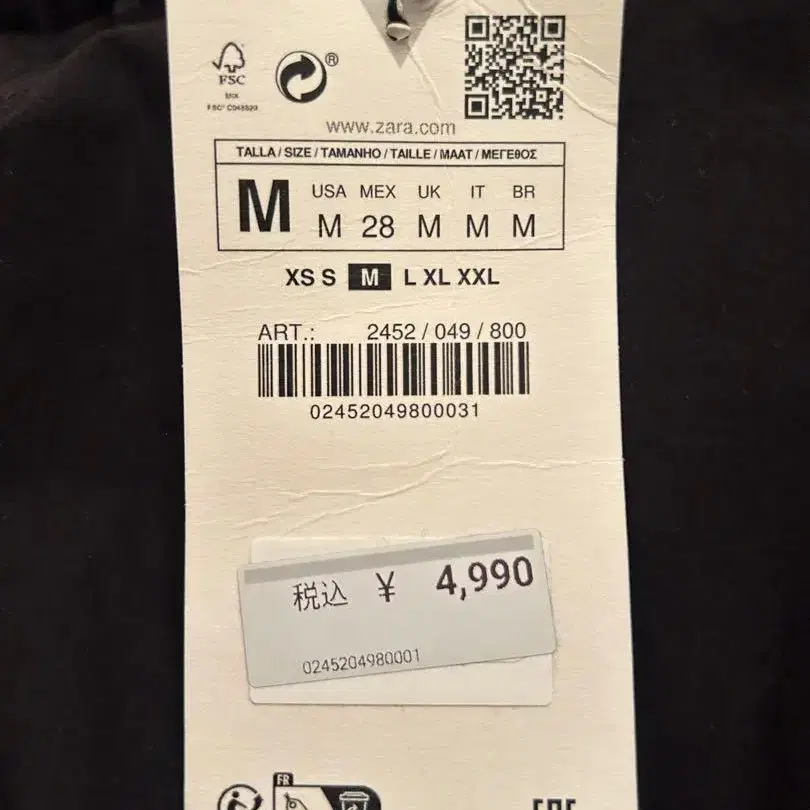 FSC
MIX
FSC® C048529
®
www.zara.com
TALLA / SIZE / TAMANHO / TAILLE / MAAT / ΜΕΓΕΘΟΣ
M
USA MEX UK IT BR
M 28 M M M
XS S M L XL XXL
ART.: 2452 / 049 / 800
02452049800031
税込 ¥ 4,990
0245204980001
FR